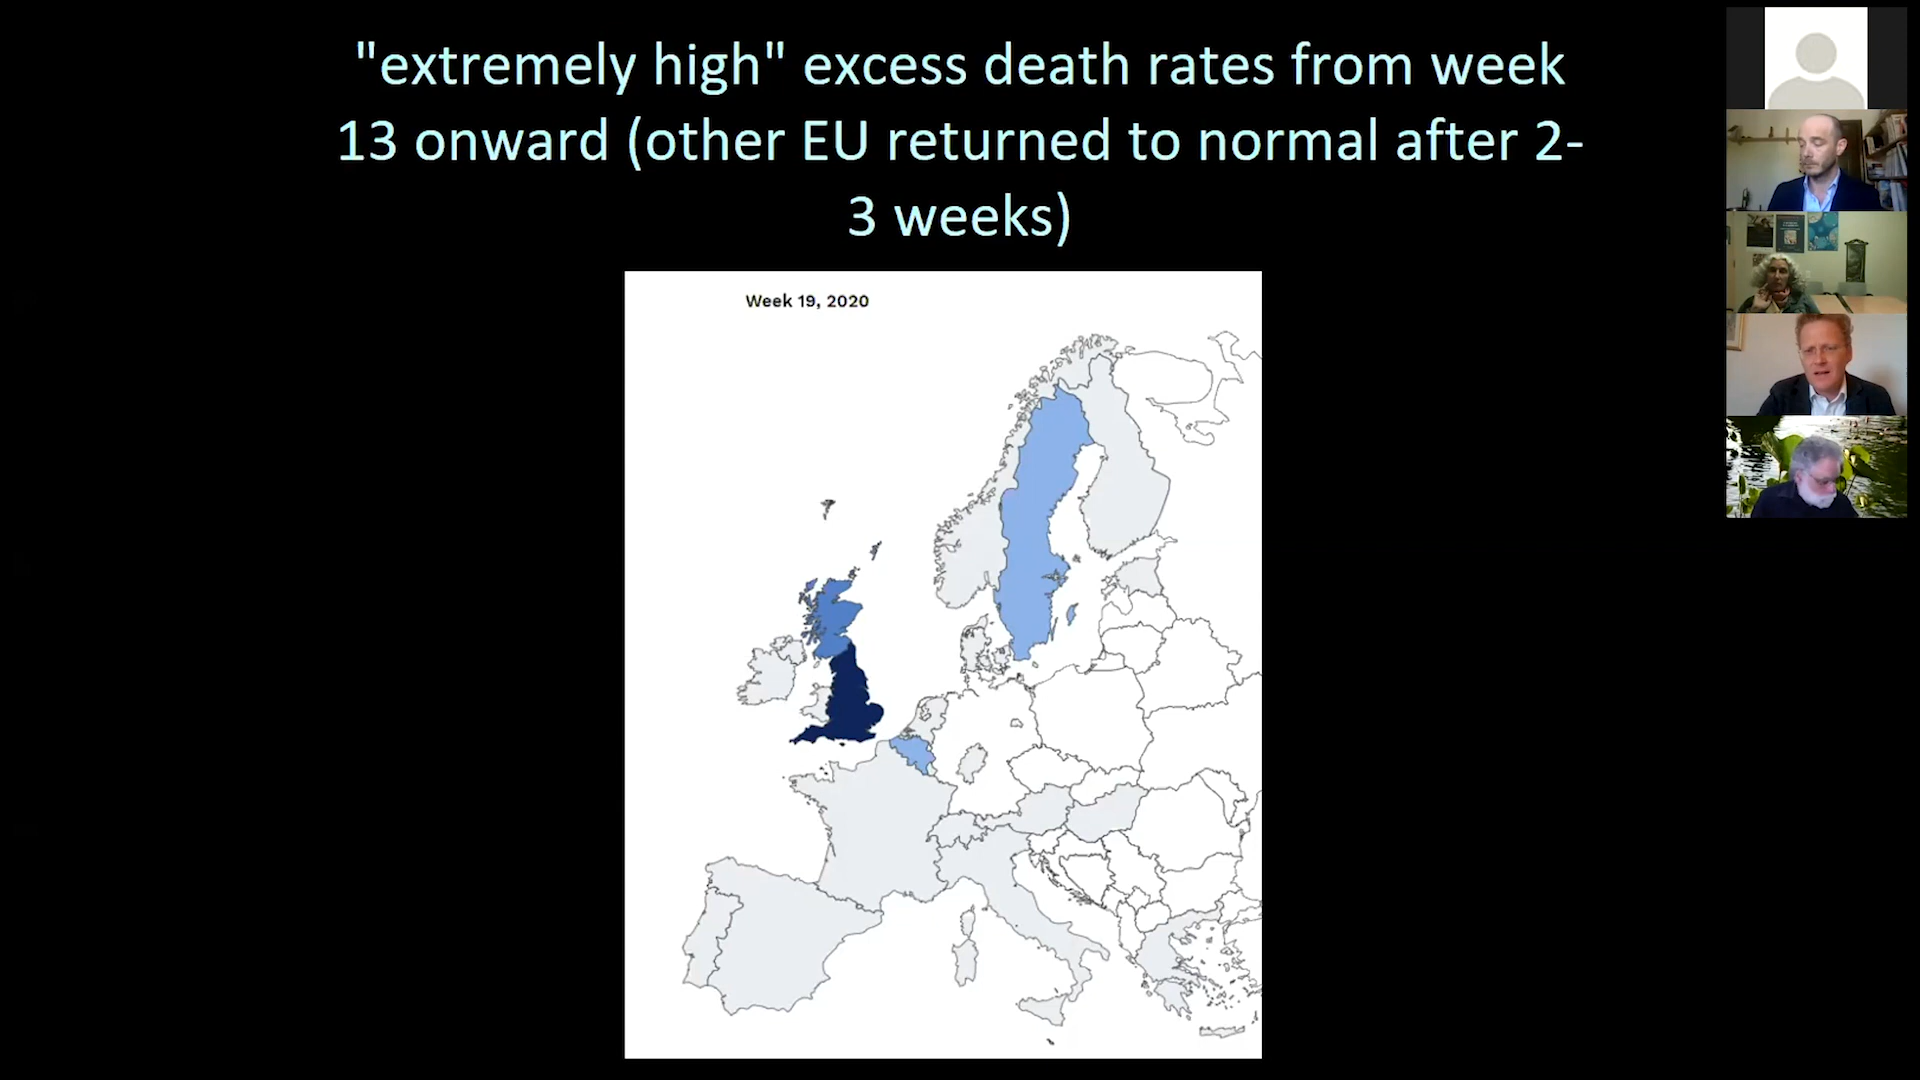 "extremely high" excess death rates from week
13 onward (other EU returned to normal after 2-
3 weeks)
Week 19, 2020